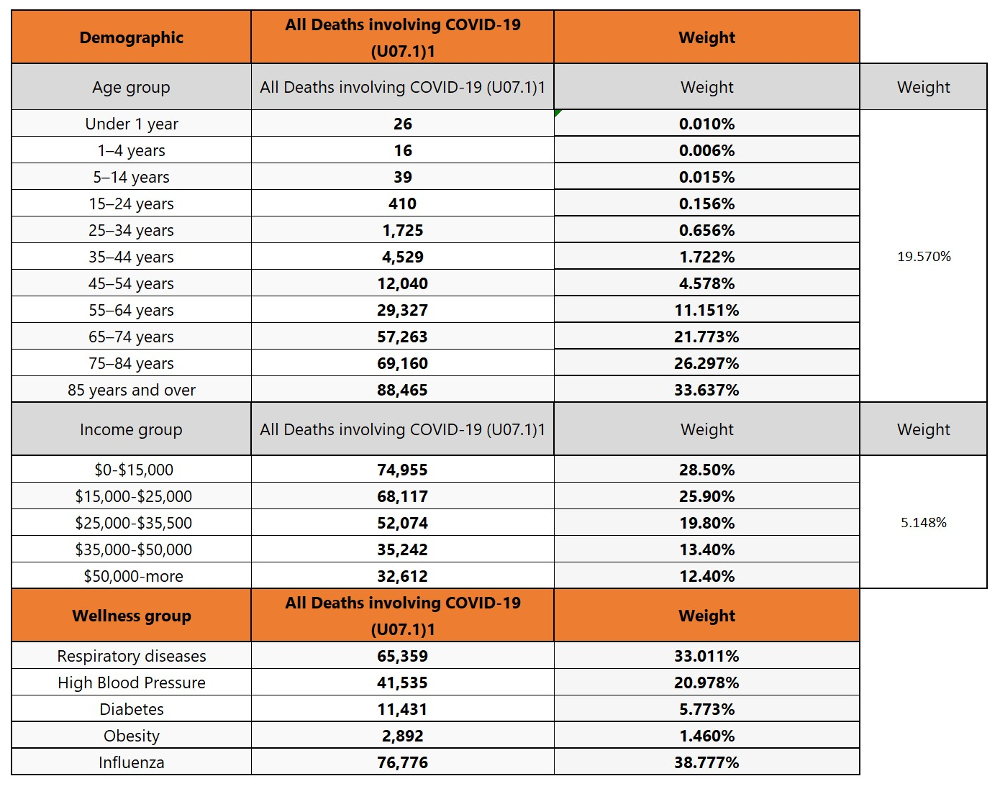 Demographic All Deaths involving COVID-19 (U07.1)1 Weight
Age group All Deaths involving COVID-19 (U07.1)1 Weight Weight
Under 1 year 26 0.010%
1–4 years 16 0.006%
5–14 years 39 0.015%
15–24 years 410 0.156%
25–34 years 1,725 0.656%
35–44 years 4,529 1.722% 19.570%
45–54 years 12,040 4.578%
55–64 years 29,327 11.151%
65–74 years 57,263 21.773%
75–84 years 69,160 26.297%
85 years and over 88,465 33.637%
Income group All Deaths involving COVID-19 (U07.1)1 Weight Weight
$0-$15,000 74,955 28.50%
$15,000-$25,000 68,117 25.90%
$25,000-$35,500 52,074 19.80% 5.148%
$35,000-$50,000 35,242 13.40%
$50,000-more 32,612 12.40%
Wellness group All Deaths involving COVID-19 (U07.1)1 Weight
Respiratory diseases 65,359 33.011%
High Blood Pressure 41,535 20.978%
Diabetes 11,431 5.773%
Obesity 2,892 1.460%
Influenza 76,776 38.777%